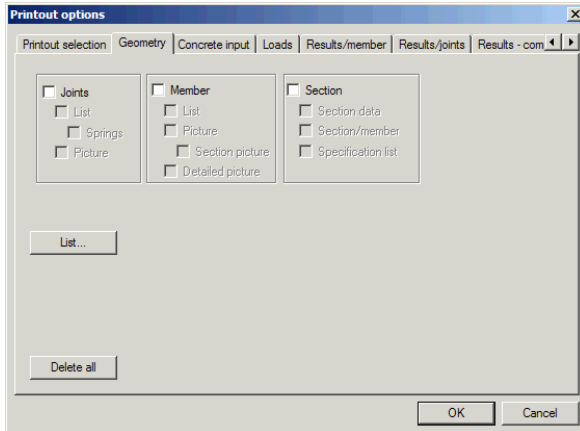 Printout options
Printout selection Geometry Concrete input Loads Results/member Results/joints Results - com
Joints
List
Springs
Picture
Member
List
Picture
Section picture
Detailed picture
Section
Section data
Section/member
Specification list
List...
Delete all
OK Cancel